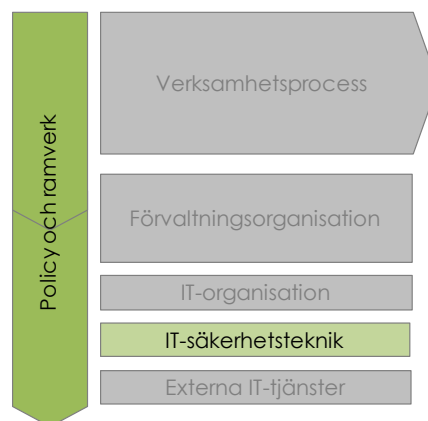 Policy och ramverk
Verksamhetsprocess
Förvaltningsorganisation
IT-organisation
IT-säkerhetsteknik
Externa IT-tjänster